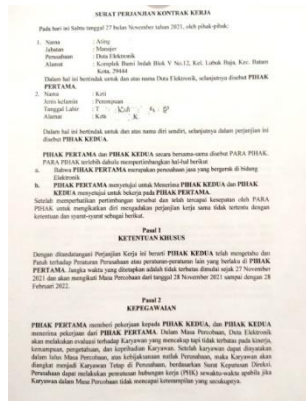 SURAT PERJANJIAN KONTRAK KERJA
Pada hari ini Sabtu tanggal 27 bulan November tahun 2021, oleh pihak-pihak:
1. Nama : Ating
Jabatan : Manajer
Perusahaan : Duta Elektronik
Alamat : Komplek Bumi Indah Blok V No.12, Kel. Lubuk Baja, Kec. Batam
Kota, 29444
Dalam hal ini bertindak untuk dan atas nama Duta Elektronik, selanjutnya disebut PIHAK
PERTAMA.
2. Nama :
Jenis kelamin : Perempuan
Tanggal Lahir :
Alamat :
Dalam hal ini bertindak untuk dan atas nama diri sendiri, selanjutnya dalam perjanjian ini
disebut PIHAK KEDUA.
PIHAK PERTAMA dan PIHAK KEDUA secara bersama-sama disebut PARA PIHAK.
PARA PIHAK terlebih dahulu mempertimbangkan hal-hal berikut
a. Bahwa PIHAK PERTAMA merupakan perusahaan jasa yang bergerak di bidang
Elektronik
b. PIHAK PERTAMA menyetujui untuk Menerima PIHAK KEDUA dan PIHAK
KEDUA menyetujui untuk bekerja pada PIHAK PERTAMA.
Setelah memperhatikan pertimbangan tersebut dan telah tercapai kesepakatan oleh PARA
PIHAK untuk mengikatkan diri mengadakan perjanjian kerja sama tidak tertentu dengan
ketentuan dan syarat-syarat sebagai berikut.
Pasal 1
KETENTUAN KHUSUS
Dengan ditandatangani Perjanjian Kerja ini berarti PIHAK KEDUA telah mengetahui dan
Patuh terhadap Peraturan Perusahaan atau peraturan-peraturan lain yang berlaku di PIHAK
PERTAMA. Jangka waktu yang ditetapkan adalah tidak terbatas dimulai sejak 27 November
2021 dan akan mengikuti Masa Percobaan dari tanggal 28 November 2021 sampai dengan 28
Februari 2022.
Pasal 2
KEPEGAWAIAN
PIHAK PERTAMA memberi pekerjaan kepada PIHAK KEDUA, dan PIHAK KEDUA
menerima pekerjaan dari PIHAK PERTAMA. Dalam Masa Percobaan, Duta Elektronik
akan melakukan evaluasi terhadap Karyawan yang mencakup tapi tidak terbatas pada kinerja,
kemampuan, pengetahuan, dan kepribadian Karyawan. Setelah karyawan dapat dinyatakan
dalam lulus Masa Percobaan, atas kebijaksanaan mutlak Perusahaan, maka Karyawan akan
diangkat menjadi Karyawan Tetap di Perusahaan, berdasarkan Surat Keputusan Direksi.
Perusahaan dapat melakukan pemutusan hubungan kerja (PHK) sewaktu-waktu apabila jika
Karyawan dalam Masa Percobaan tidak mencapai keterampilan yang secukupnya.